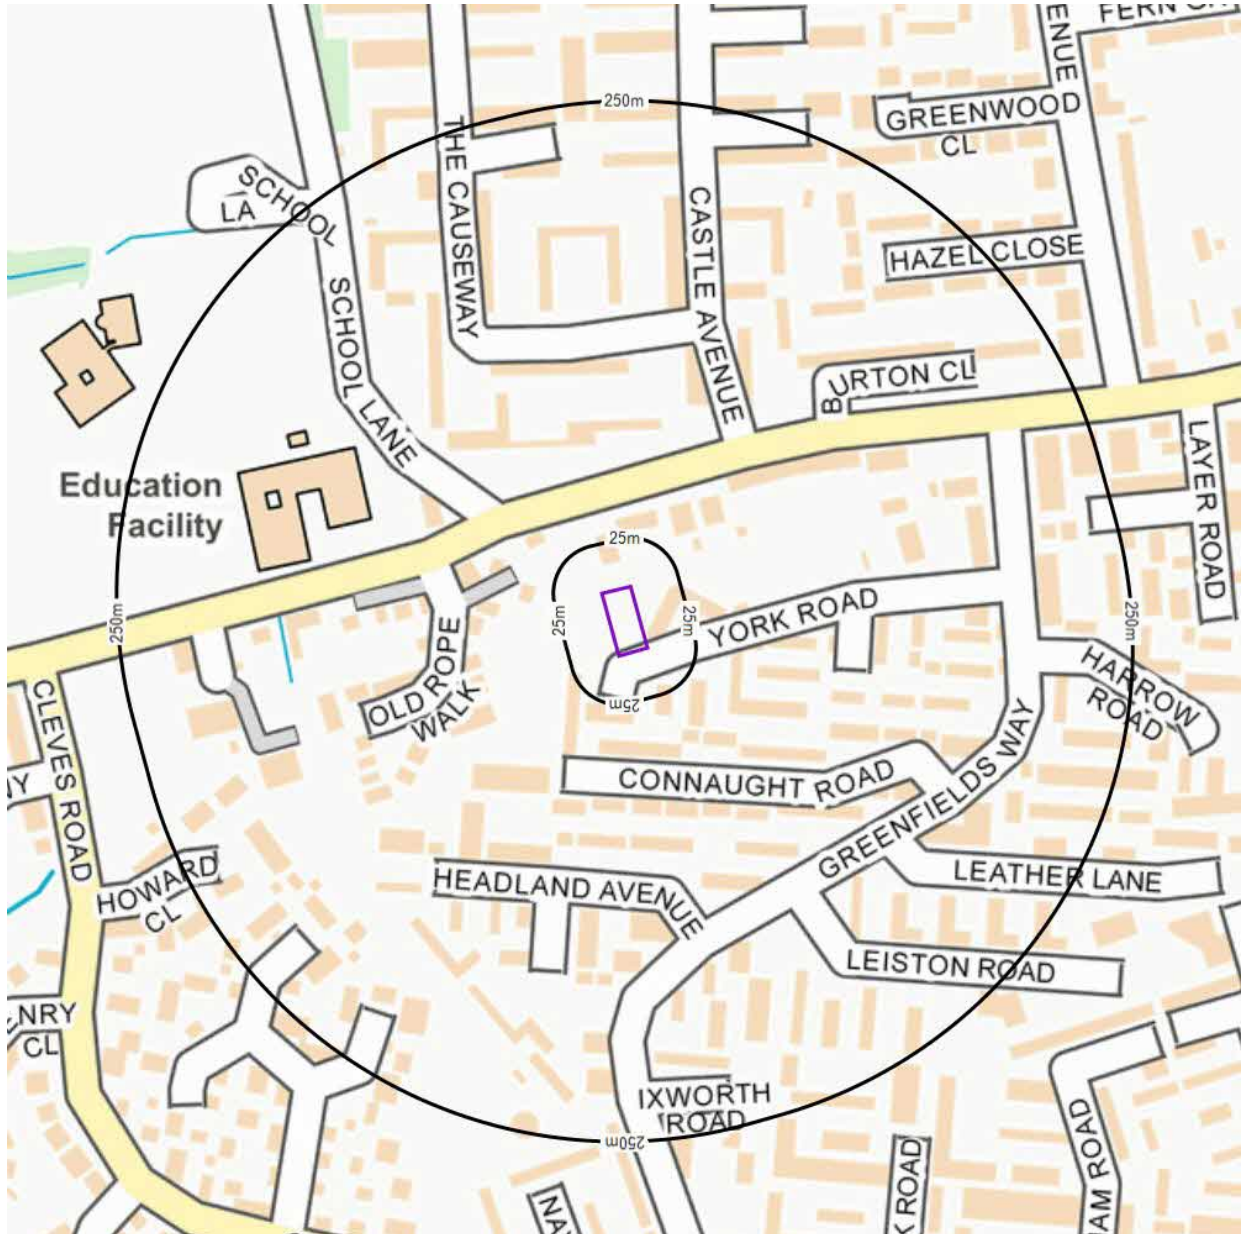 ENUE
FERN
250m
GREENWOOD
CL
THE CAUSEWAY
SCHOOL
LA
CASTLE AVENUE
HAZEL CLOSE
SCHOOL LANE
BURTON CL
LAYER ROAD
Education
Facility
25m
25m
25m
250m
250m
YORK ROAD
OLD ROPE
WALK
25m
HARROW
ROAD
CLEVES ROAD
NY
CONNAUGHT ROAD
GREENFIELDS WAY
HOWARD
CL
HEADLAND AVENUE
LEATHER LANE
LEISTON ROAD
NRY
CL
IXWORTH
ROAD
250m
AM ROAD
K ROAD
NA